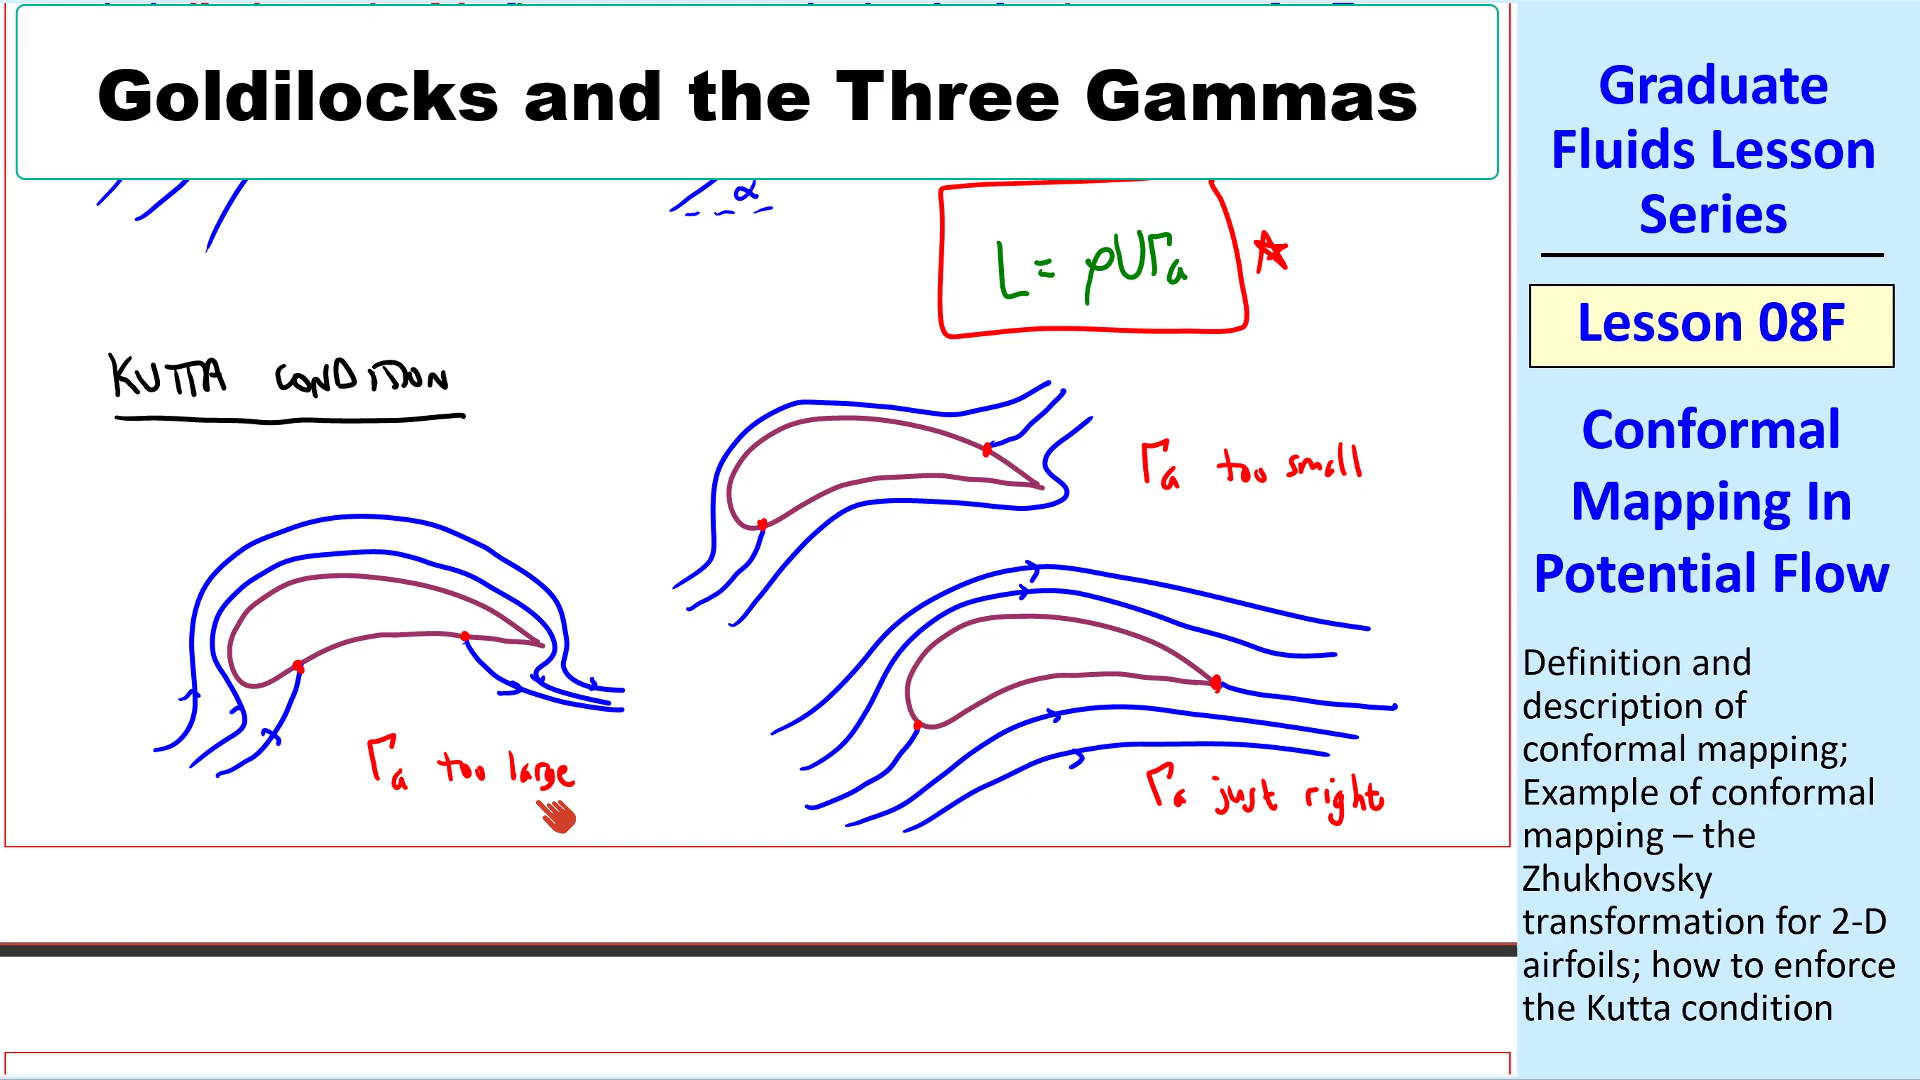 Goldilocks and the Three Gammas
α
L = ρUΓa
KUTTA CONDITION
Γa too small
Γa too large
Γa just right
Graduate
Fluids Lesson
Series
Lesson 08F
Conformal
Mapping In
Potential Flow
Definition and
description of
conformal mapping;
Example of conformal
mapping – the
Zhukhovsky
transformation for 2-D
airfoils; how to enforce
the Kutta condition